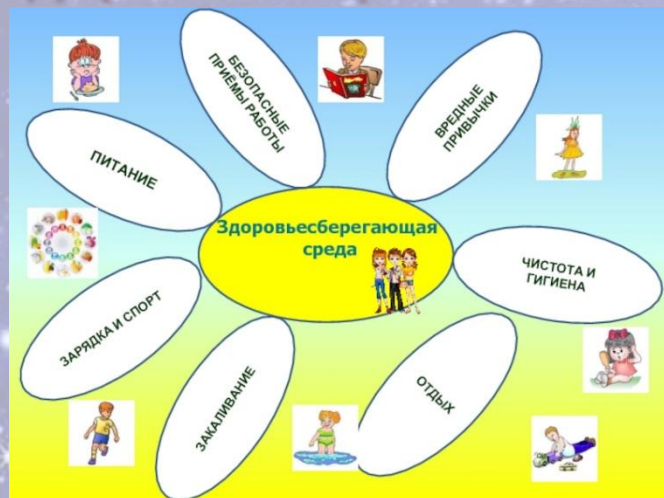 БЕЗОПАСНЫЕ
ПРИЁМЫ РАБОТЫ
ВРЕДНЫЕ
ПРИВЫЧКИ
ПИТАНИЕ
Здоровьесберегающая
среда
ЧИСТОТА И
ГИГИЕНА
ЗАРЯДКА И СПОРТ
ЗАКАЛИВАНИЕ
ОТДЫХ